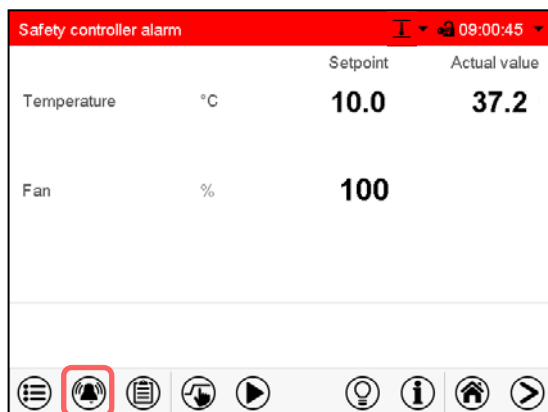 Safety controller alarm 09:00:45
Setpoint Actual value
Temperature °C 10.0 37.2
Fan % 100